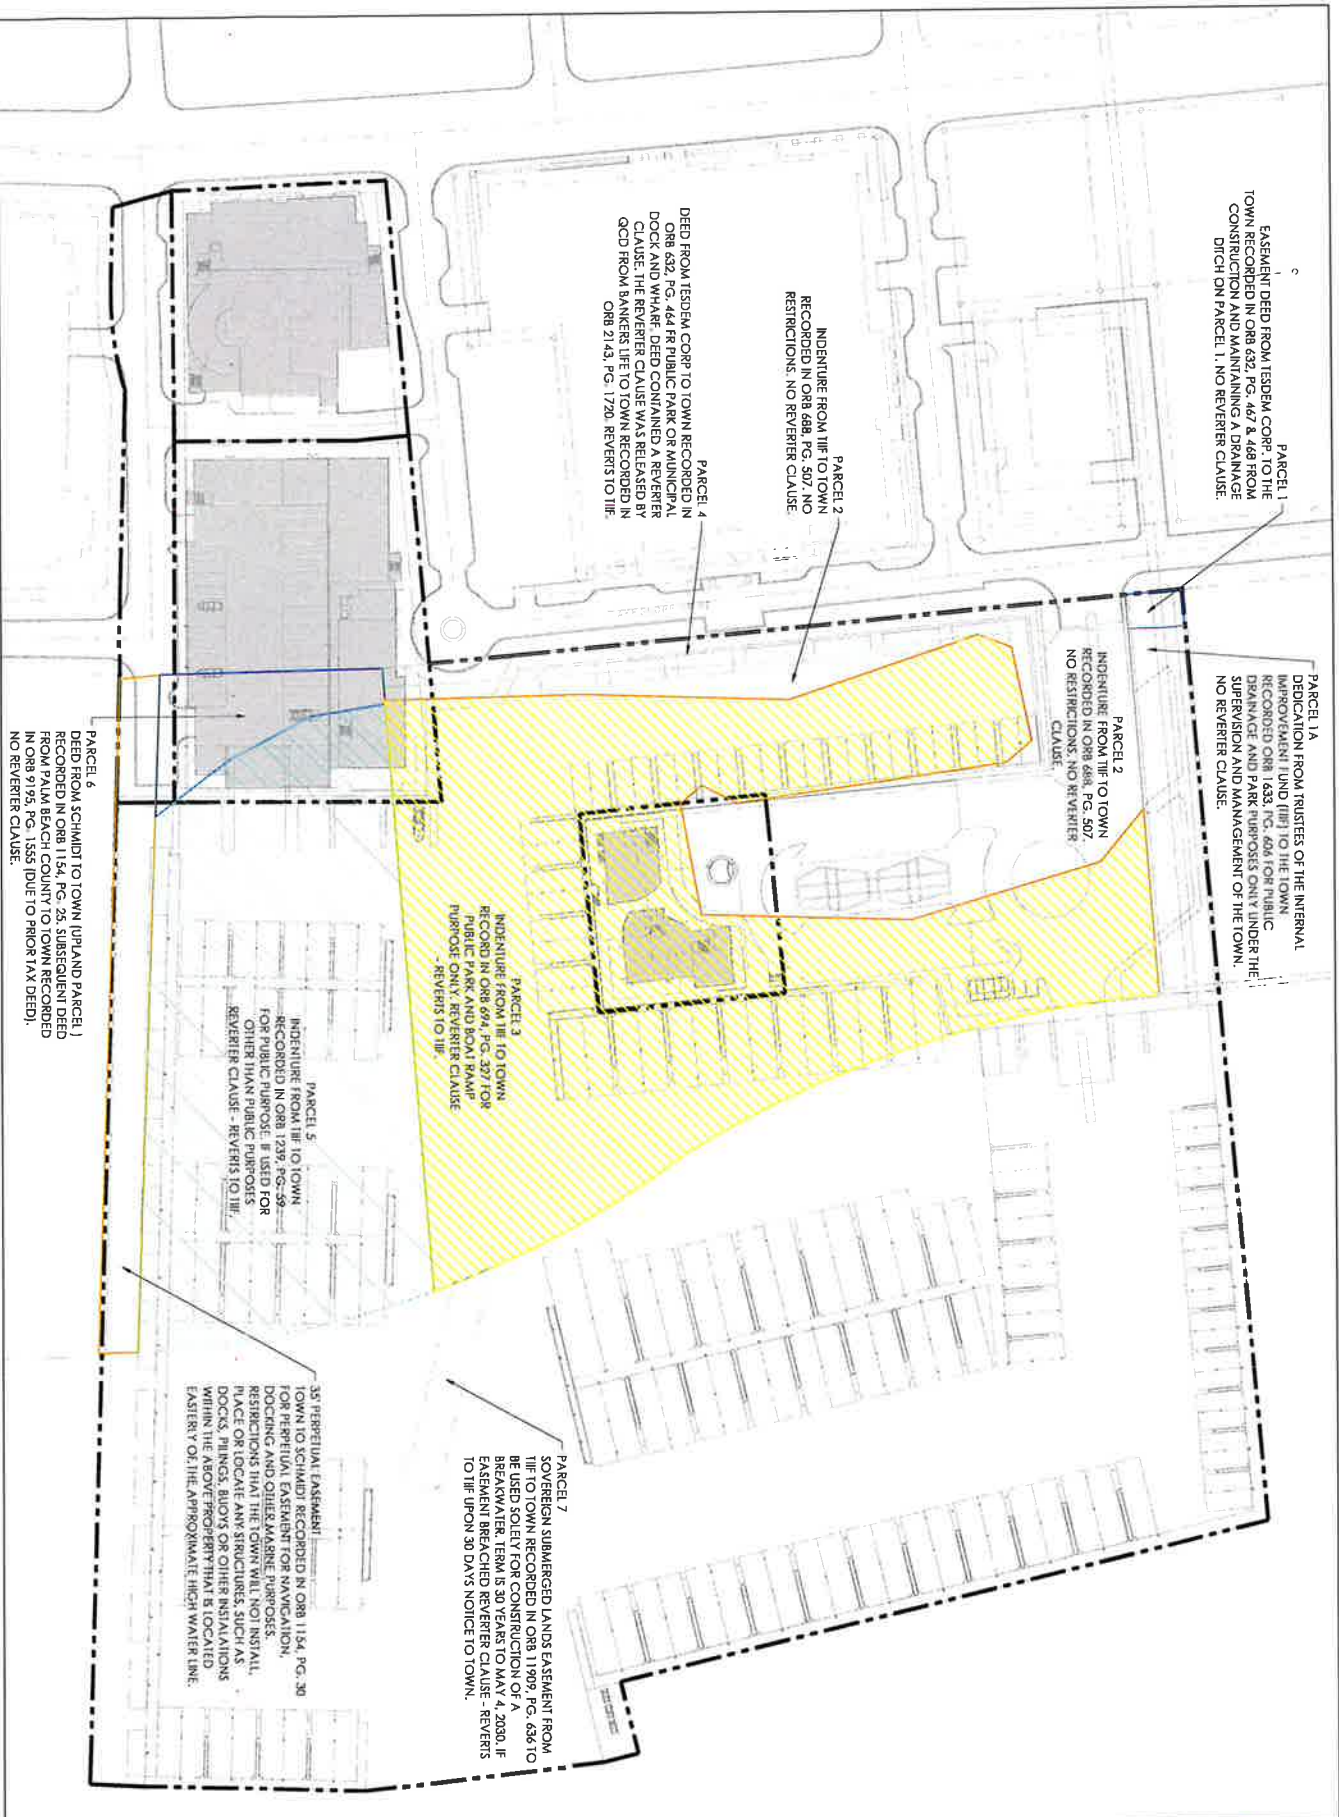 PARCEL 1
EASEMENT DEED FROM TESDEM CORP. TO THE
TOWN RECORDED IN ORB 632, PG. 467 & 468 FROM
CONSTRUCTION AND MAINTAINING A DRAINAGE
DITCH ON PARCEL 1. NO REVERTER CLAUSE.
PARCEL 1A
DEDICATION FROM TRUSTEES OF THE INTERNAL
IMPROVEMENT FUND (TIIF) TO THE TOWN
RECORDED ORB 1633, PG. 606 FOR PUBLIC
DRAINAGE AND PARK PURPOSES ONLY UNDER THE
SUPERVISION AND MANAGEMENT OF THE TOWN.
NO REVERTER CLAUSE.
PARCEL 2
INDENTURE FROM TIIF TO TOWN
RECORDED IN ORB 688, PG. 507. NO
RESTRICTIONS. NO REVERTER CLAUSE.
PARCEL 2
INDENTURE FROM TIIF TO TOWN
RECORDED IN ORB 688, PG. 507.
NO RESTRICTIONS. NO REVERTER
CLAUSE.
PARCEL 4
DEED FROM TESDEM CORP TO TOWN RECORDED IN
ORB 632, PG. 464 FR PUBLIC PARK OR MUNICIPAL
DOCK AND WHARF. DEED CONTAINED A REVERTER
CLAUSE. THE REVERTER CLAUSE WAS RELEASED BY
QCD FROM BANKERS LIFE TO TOWN RECORDED IN
ORB 2143, PG. 1720. REVERTS TO TIIF.
PARCEL 3
INDENTURE FROM TIIF TO TOWN
RECORD IN ORB 694, PG. 327 FOR
PUBLIC PARK AND BOAT RAMP
PURPOSE ONLY. REVERTER CLAUSE
- REVERTS TO TIIF.
PARCEL 5
INDENTURE FROM TIIF TO TOWN
RECORDED IN ORB 1239, PG. 59
FOR PUBLIC PURPOSE. IF USED FOR
OTHER THAN PUBLIC PURPOSES
REVERTER CLAUSE - REVERTS TO TIIF.
PARCEL 6
DEED FROM SCHMIDT TO TOWN (UPLAND PARCEL)
RECORDED IN ORB 1154, PG. 25. SUBSEQUENT DEED
FROM PALM BEACH COUNTY TO TOWN RECORDED
IN ORB 9195, PG. 1555 (DUE TO PRIOR TAX DEED).
NO REVERTER CLAUSE.
PARCEL 7
SOVEREIGN SUBMERGED LANDS EASEMENT FROM
TIIF TO TOWN RECORDED IN ORB 11909, PG. 636 TO
BE USED SOLELY FOR CONSTRUCTION OF A
BREAKWATER. TERM IS 30 YEARS TO MAY 4, 2030. IF
EASEMENT BREACHED REVERTER CLAUSE - REVERTS
TO TIIF UPON 30 DAYS NOTICE TO TOWN.
35' PERPETUAL EASEMENT
TOWN TO SCHMIDT RECORDED IN ORB 1154, PG. 30
FOR PERPETUAL EASEMENT FOR NAVIGATION,
DOCKING AND OTHER MARINE PURPOSES.
RESTRICTIONS THAT THE TOWN WILL NOT INSTALL,
PLACE OR LOCATE ANY STRUCTURES, SUCH AS
DOCKS, PILINGS, BUOYS OR OTHER INSTALATIONS
WITHIN THE ABOVE PROPERTY THAT IS LOCATED
EASTERLY OF THE APPROXIMATE HIGH WATER LINE.